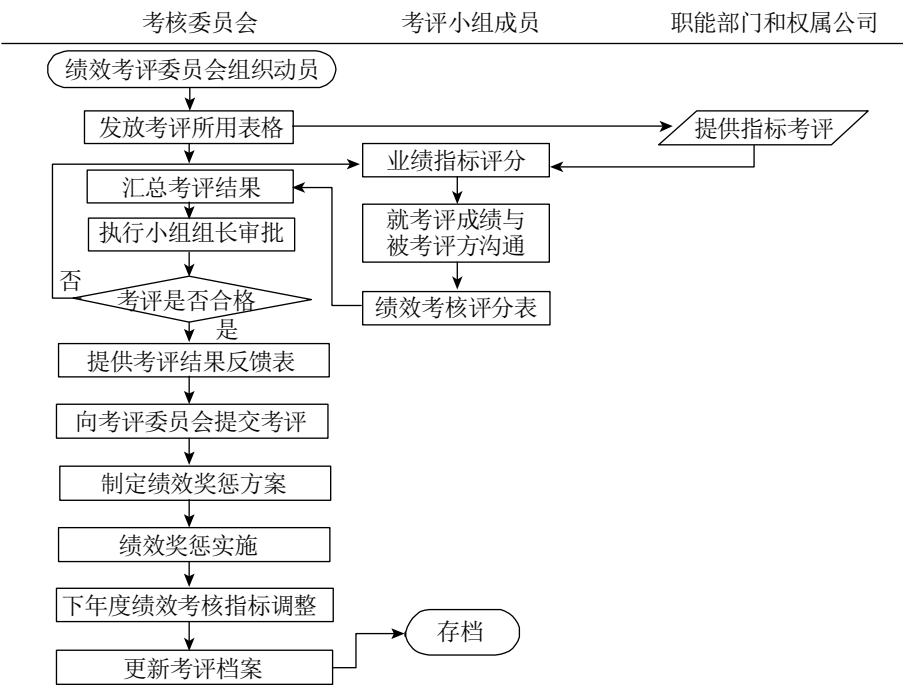 考核委员会 考评小组成员 职能部门和权属公司
绩效考评委员会组织动员
发放考评所用表格
提供指标考评
业绩指标评分
汇总考评结果
就考评成绩与
被考评方沟通
执行小组组长审批
否
考评是否合格
绩效考核评分表
是
提供考评结果反馈表
向考评委员会提交考评
制定绩效奖惩方案
绩效奖惩实施
下年度绩效考核指标调整
存档
更新考评档案